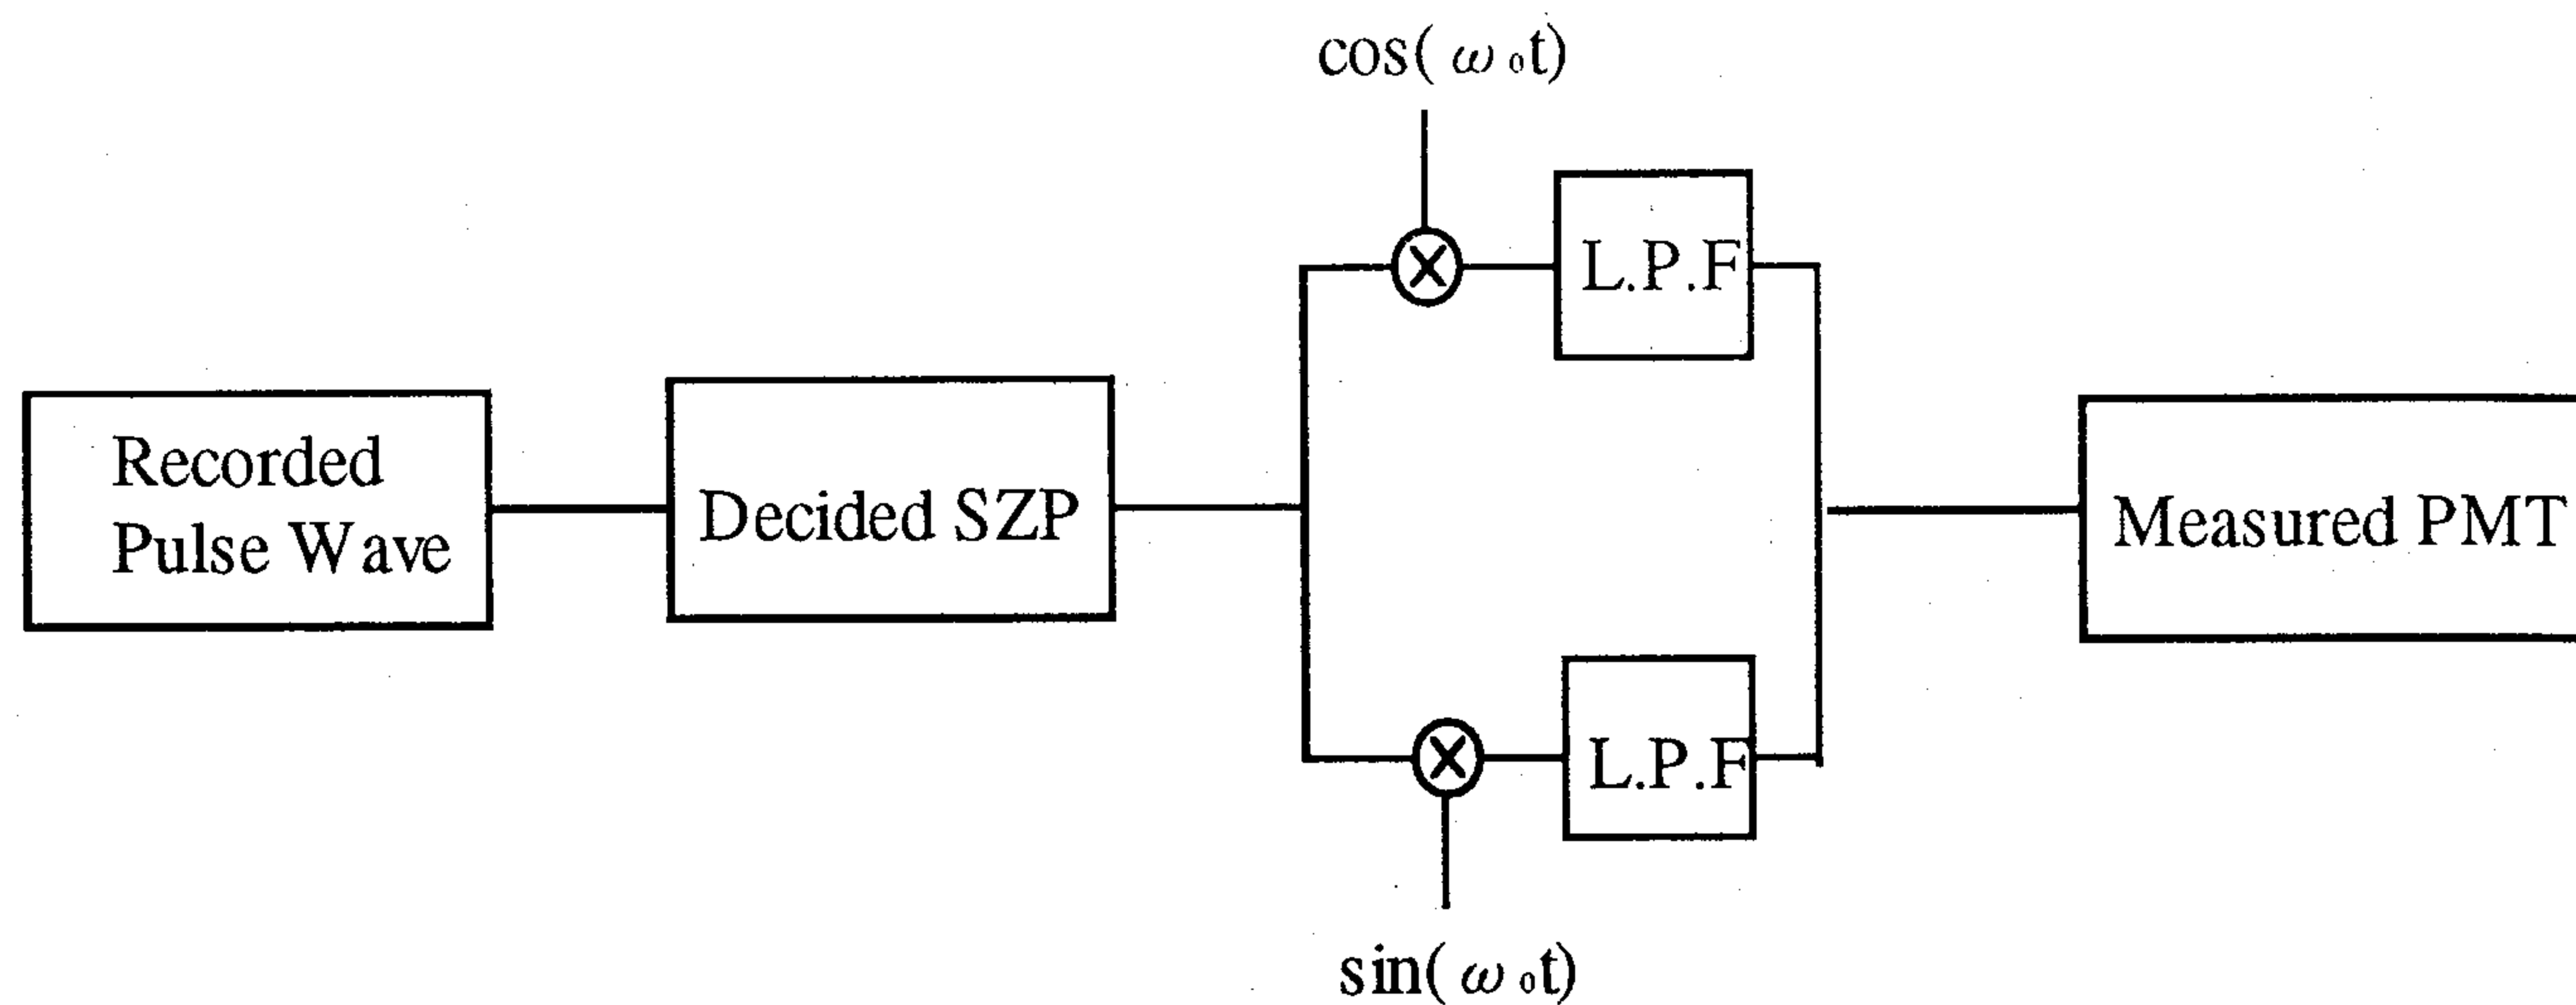 cos( ω₀t)
L.P.F
Recorded
Pulse Wave
Decided SZP
Measured PMT
L.P.F
sin( ω₀t)